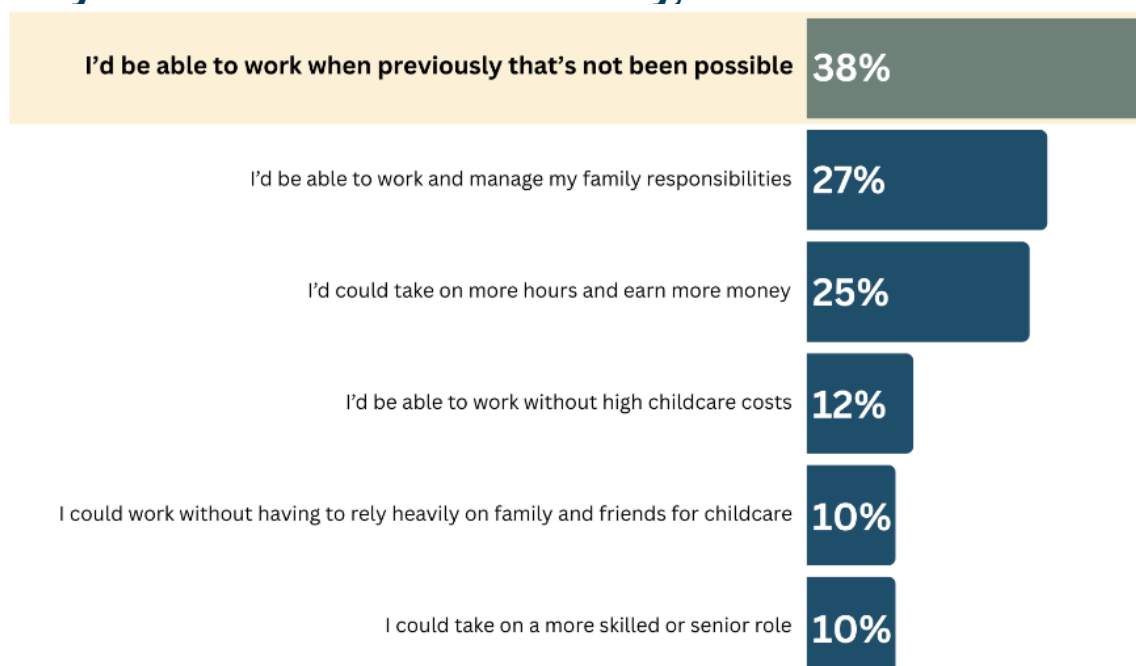 I’d be able to work when previously that’s not been possible 38%
I’d be able to work and manage my family responsibilities 27%
I’d could take on more hours and earn more money 25%
I’d be able to work without high childcare costs 12%
I could work without having to rely heavily on family and friends for childcare 10%
I could take on a more skilled or senior role 10%